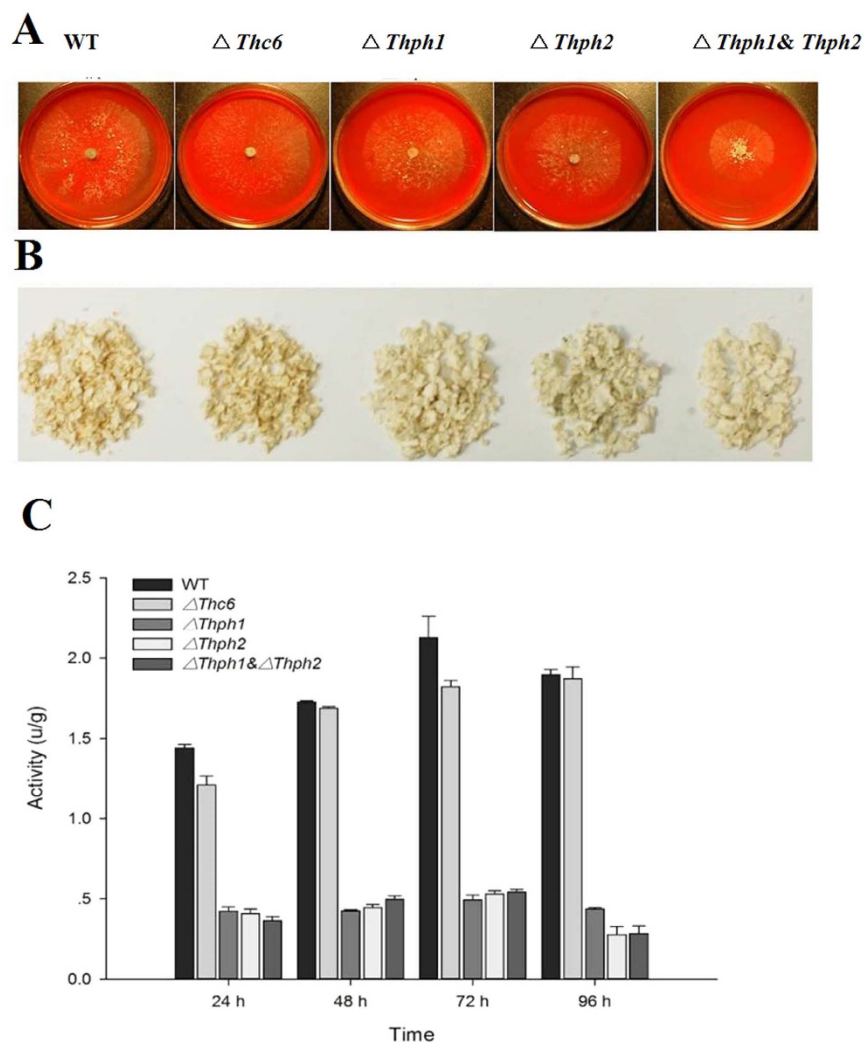 A
WT △ Thc6 △ Thph1 △ Thph2 △ Thph1& Thph2
B
C
2.5
2.0
1.5
1.0
.5
0.0
Activity (u/g)
WT
△Thc6
△Thph1
△Thph2
△Thph1&△Thph2
24 h 48 h 72 h 96 h
Time